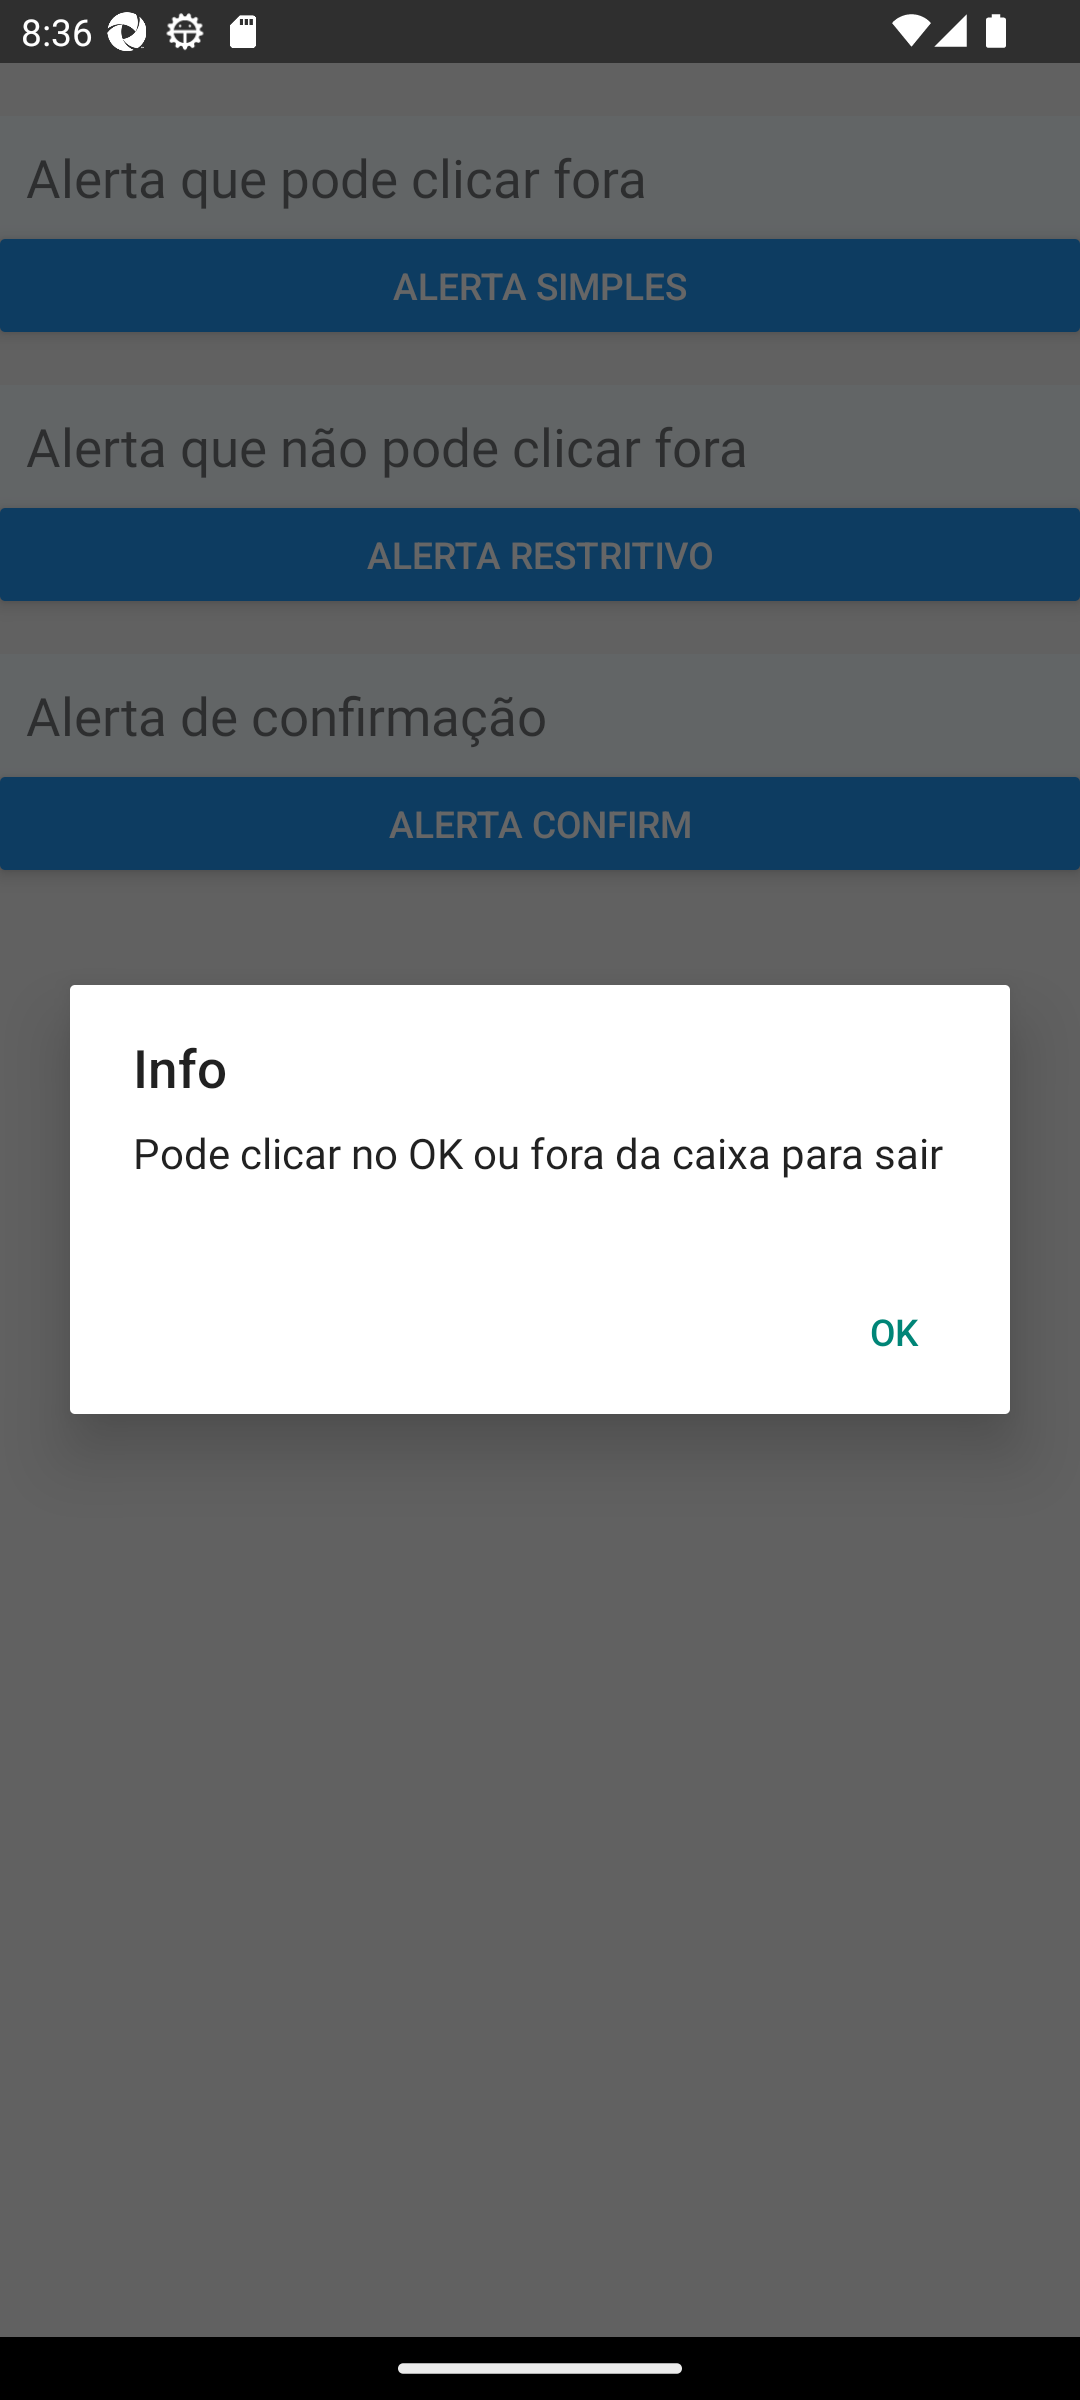 8:36
Alerta que pode clicar fora
ALERTA SIMPLES
Alerta que não pode clicar fora
ALERTA RESTRITIVO
Alerta de confirmação
ALERTA CONFIRM
Info
Pode clicar no OK ou fora da caixa para sair
OK